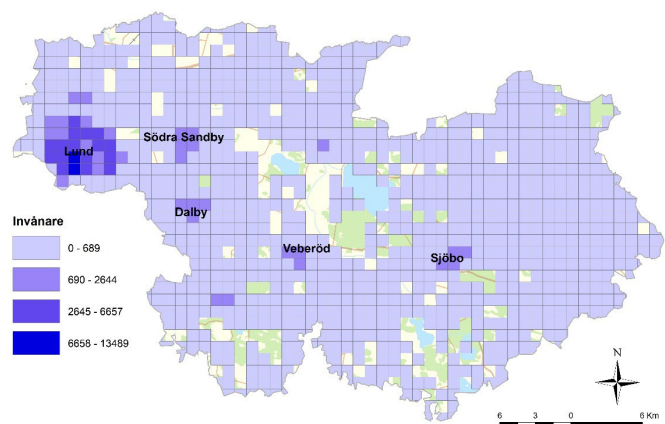 Södra Sandby
Lund
Dalby
Invånare
Veberöd
Sjöbo
0 - 689
690 - 2644
2645 - 6657
6658 - 13489
N
6 3 0 6 Km